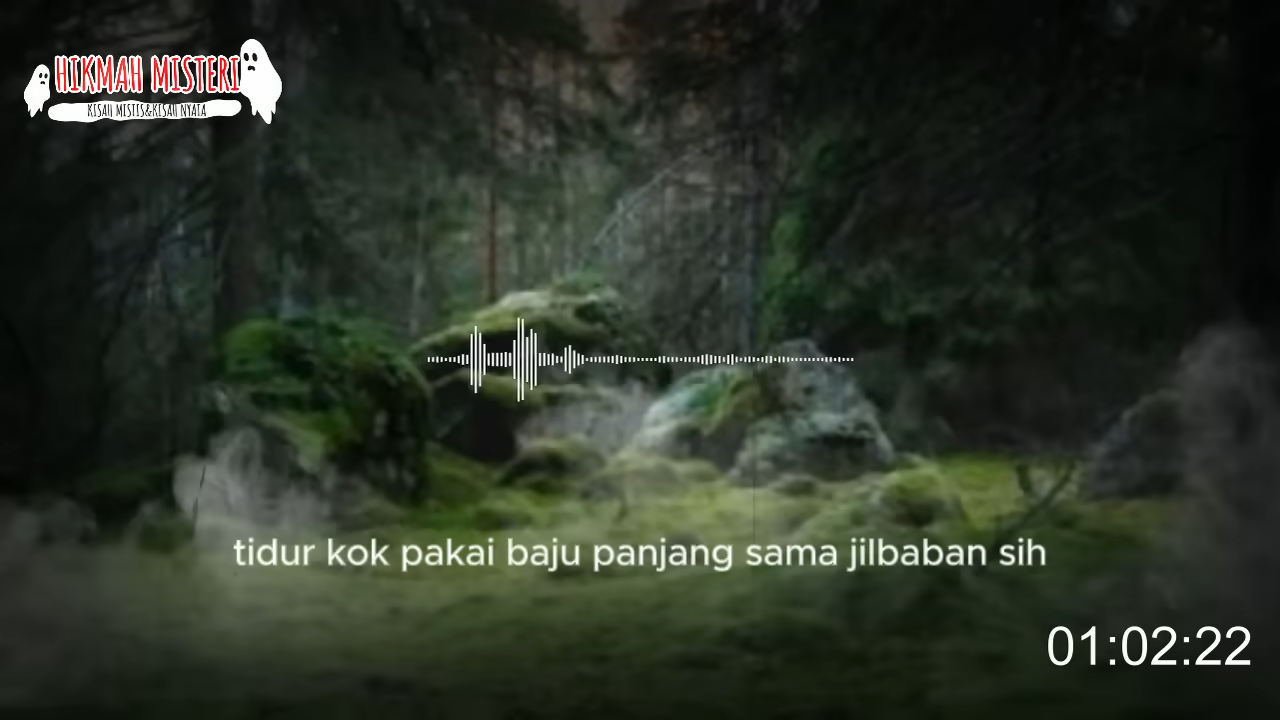 HIKMAH MISTERI
KISAH MISTIS&KISAH NYATA
tidur kok pakai baju panjang sama jilbaban sih
01:02:22